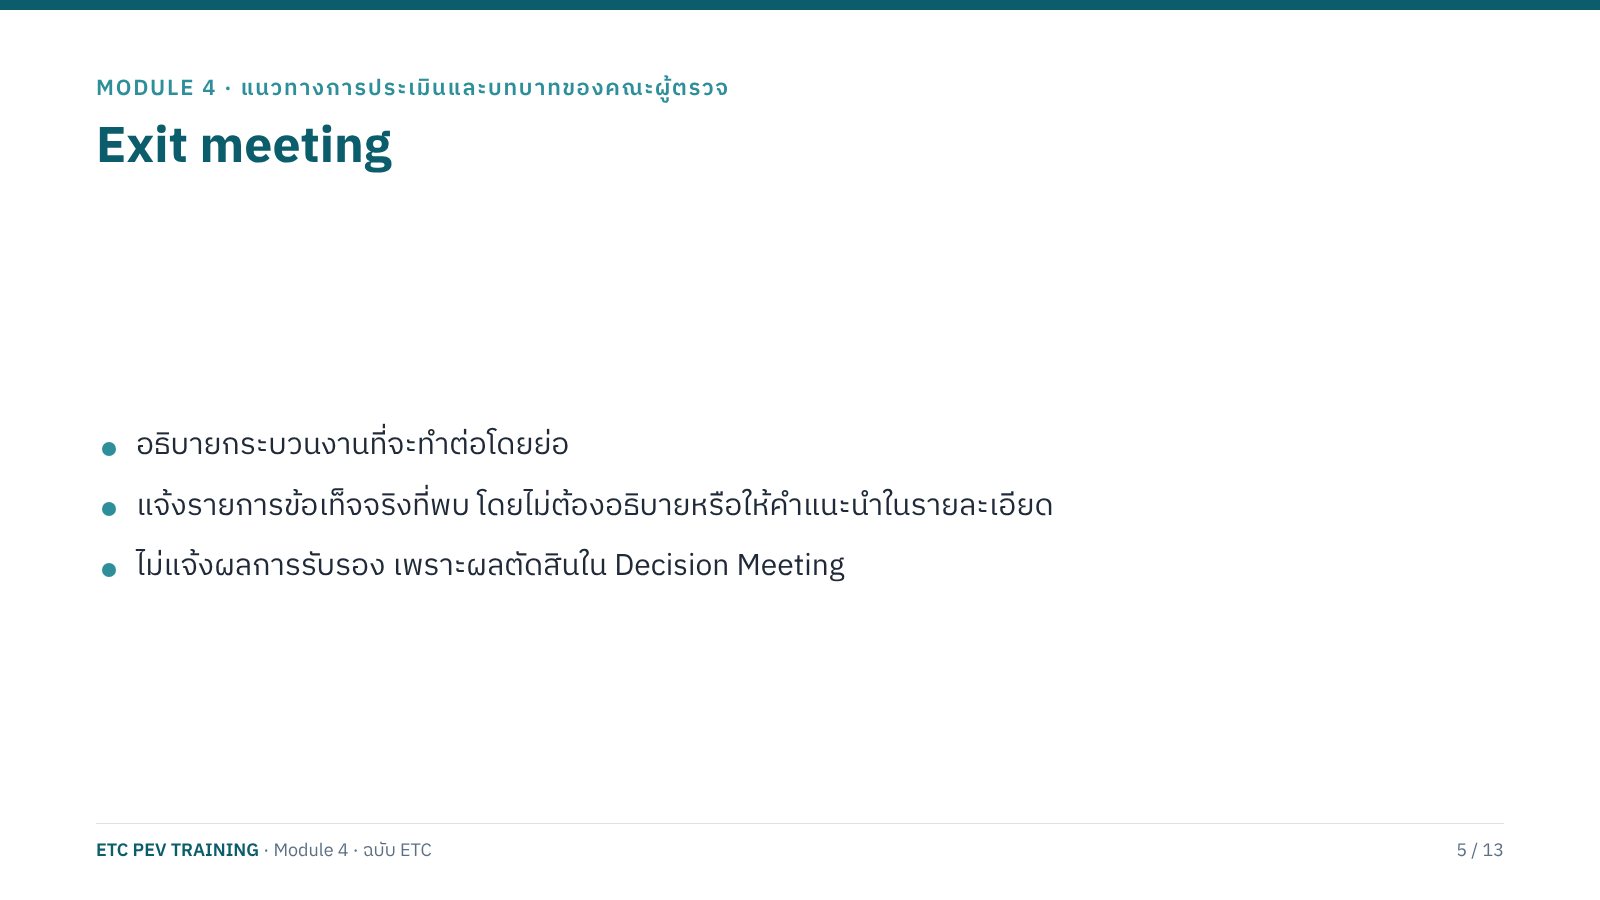 MODULE 4 · แนวทางการประเมินและบทบาทของคณะผู้ตรวจ
Exit meeting
● อธิบายกระบวนงานที่จะทำต่อโดยย่อ
● แจ้งรายการข้อเท็จจริงที่พบ โดยไม่ต้องอธิบายหรือให้คำแนะนำในรายละเอียด
● ไม่แจ้งผลการรับรอง เพราะผลตัดสินใน Decision Meeting
ETC PEV TRAINING · Module 4 · ฉบับ ETC
5 / 13